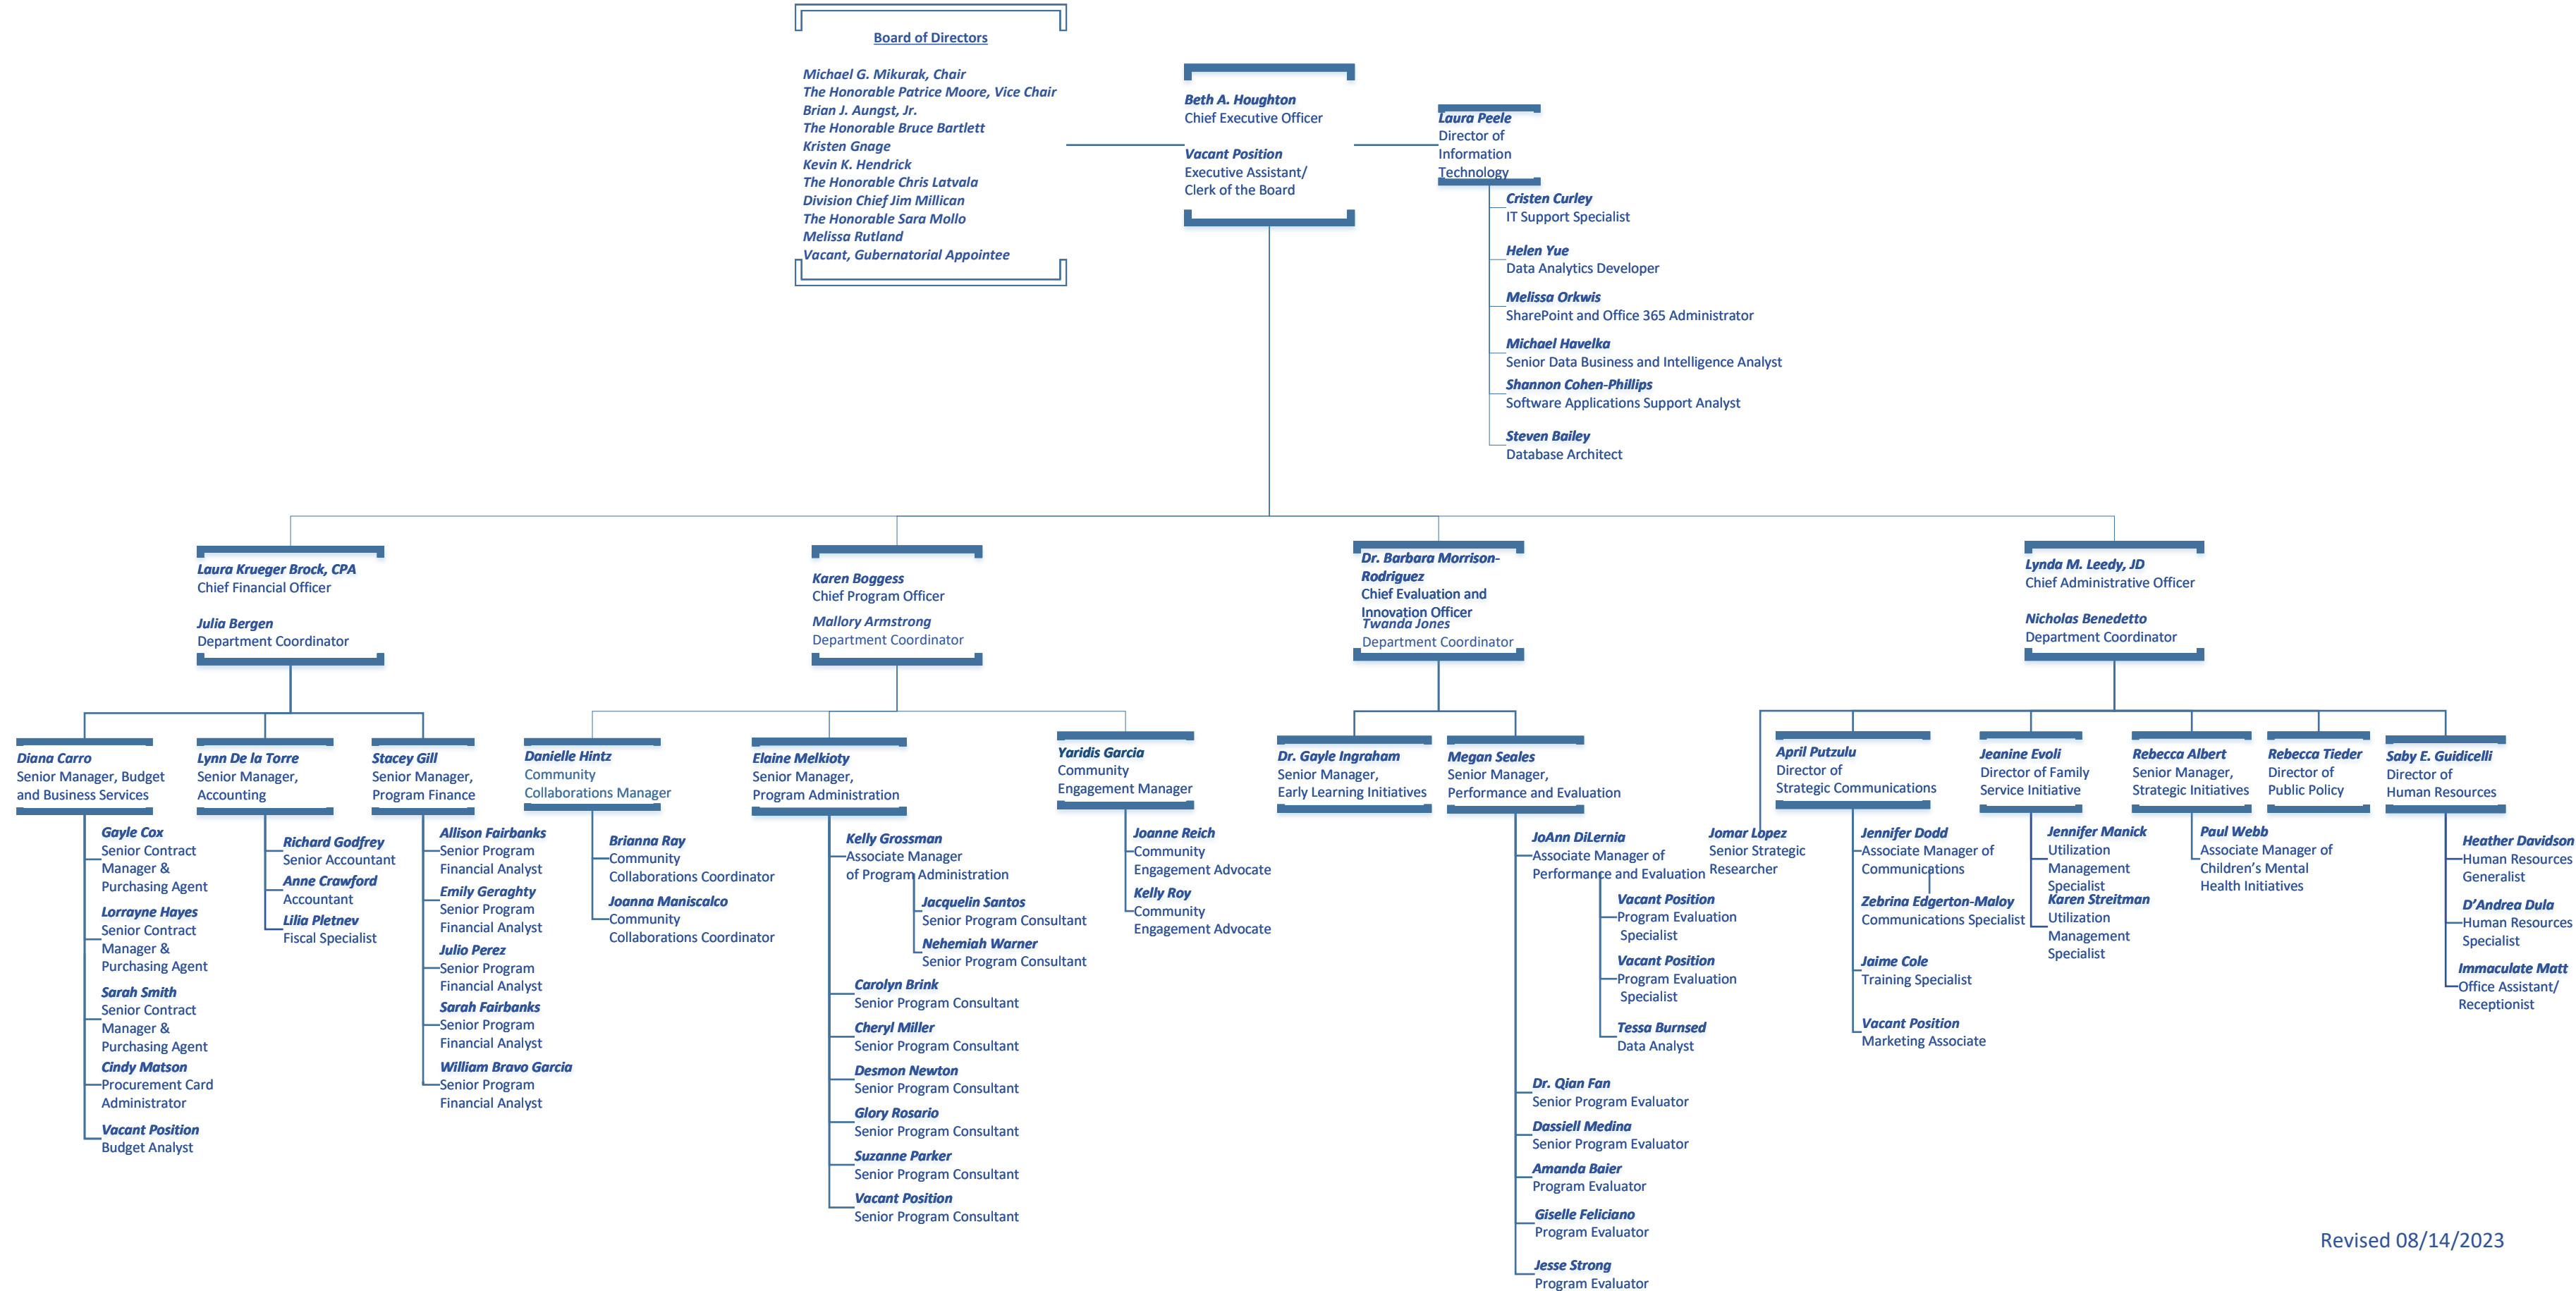 Board of Directors
Michael G. Mikurak, Chair
The Honorable Patrice Moore, Vice Chair
Brian J. Aungst, Jr.
The Honorable Bruce Bartlett
Kristen Gnage
Kevin K. Hendrick
The Honorable Chris Latvala
Division Chief Jim Millican
The Honorable Sara Mollo
Melissa Rutland
Vacant, Gubernatorial Appointee
Beth A. Houghton
Chief Executive Officer
Vacant Position
Executive Assistant/
Clerk of the Board
Laura Peele
Director of
Information
Technology
Cristen Curley
IT Support Specialist
Helen Yue
Data Analytics Developer
Melissa Orkwis
SharePoint and Office 365 Administrator
Michael Havelka
Senior Data Business and Intelligence Analyst
Shannon Cohen-Phillips
Software Applications Support Analyst
Steven Bailey
Database Architect
Laura Krueger Brock, CPA
Chief Financial Officer
Julia Bergen
Department Coordinator
Karen Boggess
Chief Program Officer
Mallory Armstrong
Department Coordinator
Dr. Barbara Morrison-
Rodriguez
Chief Evaluation and
Innovation Officer
Twanda Jones
Department Coordinator
Lynda M. Leedy, JD
Chief Administrative Officer
Nicholas Benedetto
Department Coordinator
Diana Carro
Senior Manager, Budget
and Business Services
Gayle Cox
Senior Contract
Manager &
Purchasing Agent
Lorrayne Hayes
Senior Contract
Manager &
Purchasing Agent
Sarah Smith
Senior Contract
Manager &
Purchasing Agent
Cindy Matson
Procurement Card
Administrator
Vacant Position
Budget Analyst
Lynn De la Torre
Senior Manager,
Accounting
Richard Godfrey
Senior Accountant
Anne Crawford
Accountant
Lilia Pletnev
Fiscal Specialist
Stacey Gill
Senior Manager,
Program Finance
Allison Fairbanks
Senior Program
Financial Analyst
Emily Geraghty
Senior Program
Financial Analyst
Julio Perez
Senior Program
Financial Analyst
Sarah Fairbanks
Senior Program
Financial Analyst
William Bravo Garcia
Senior Program
Financial Analyst
Danielle Hintz
Community
Collaborations Manager
Brianna Ray
Community
Collaborations Coordinator
Joanna Maniscalco
Community
Collaborations Coordinator
Elaine Melkioty
Senior Manager,
Program Administration
Kelly Grossman
Associate Manager
of Program Administration
Jacquelin Santos
Senior Program Consultant
Nehemiah Warner
Senior Program Consultant
Carolyn Brink
Senior Program Consultant
Cheryl Miller
Senior Program Consultant
Desmon Newton
Senior Program Consultant
Glory Rosario
Senior Program Consultant
Suzanne Parker
Senior Program Consultant
Vacant Position
Senior Program Consultant
Yaridis Garcia
Community
Engagement Manager
Joanne Reich
Community
Engagement Advocate
Kelly Roy
Community
Engagement Advocate
Dr. Gayle Ingraham
Senior Manager,
Early Learning Initiatives
Megan Seales
Senior Manager,
Performance and Evaluation
JoAnn DiLernia
Associate Manager of
Performance and Evaluation
Vacant Position
Program Evaluation
Specialist
Vacant Position
Program Evaluation
Specialist
Tessa Burnsed
Data Analyst
Dr. Qian Fan
Senior Program Evaluator
Dassiell Medina
Senior Program Evaluator
Amanda Baier
Program Evaluator
Giselle Feliciano
Program Evaluator
Jesse Strong
Program Evaluator
Jomar Lopez
Senior Strategic
Researcher
April Putzulu
Director of
Strategic Communications
Jennifer Dodd
Associate Manager of
Communications
Zebrina Edgerton-Maloy
Communications Specialist
Jaime Cole
Training Specialist
Vacant Position
Marketing Associate
Jeanine Evoli
Director of Family
Service Initiative
Jennifer Manick
Utilization
Management
Specialist
Karen Streitman
Utilization
Management
Specialist
Rebecca Albert
Senior Manager,
Strategic Initiatives
Paul Webb
Associate Manager of
Children's Mental
Health Initiatives
Rebecca Tieder
Director of
Public Policy
Saby E. Guidicelli
Director of
Human Resources
Heather Davidson
Human Resources
Generalist
D'Andrea Dula
Human Resources
Specialist
Immaculate Matt
Office Assistant/
Receptionist
Revised 08/14/2023